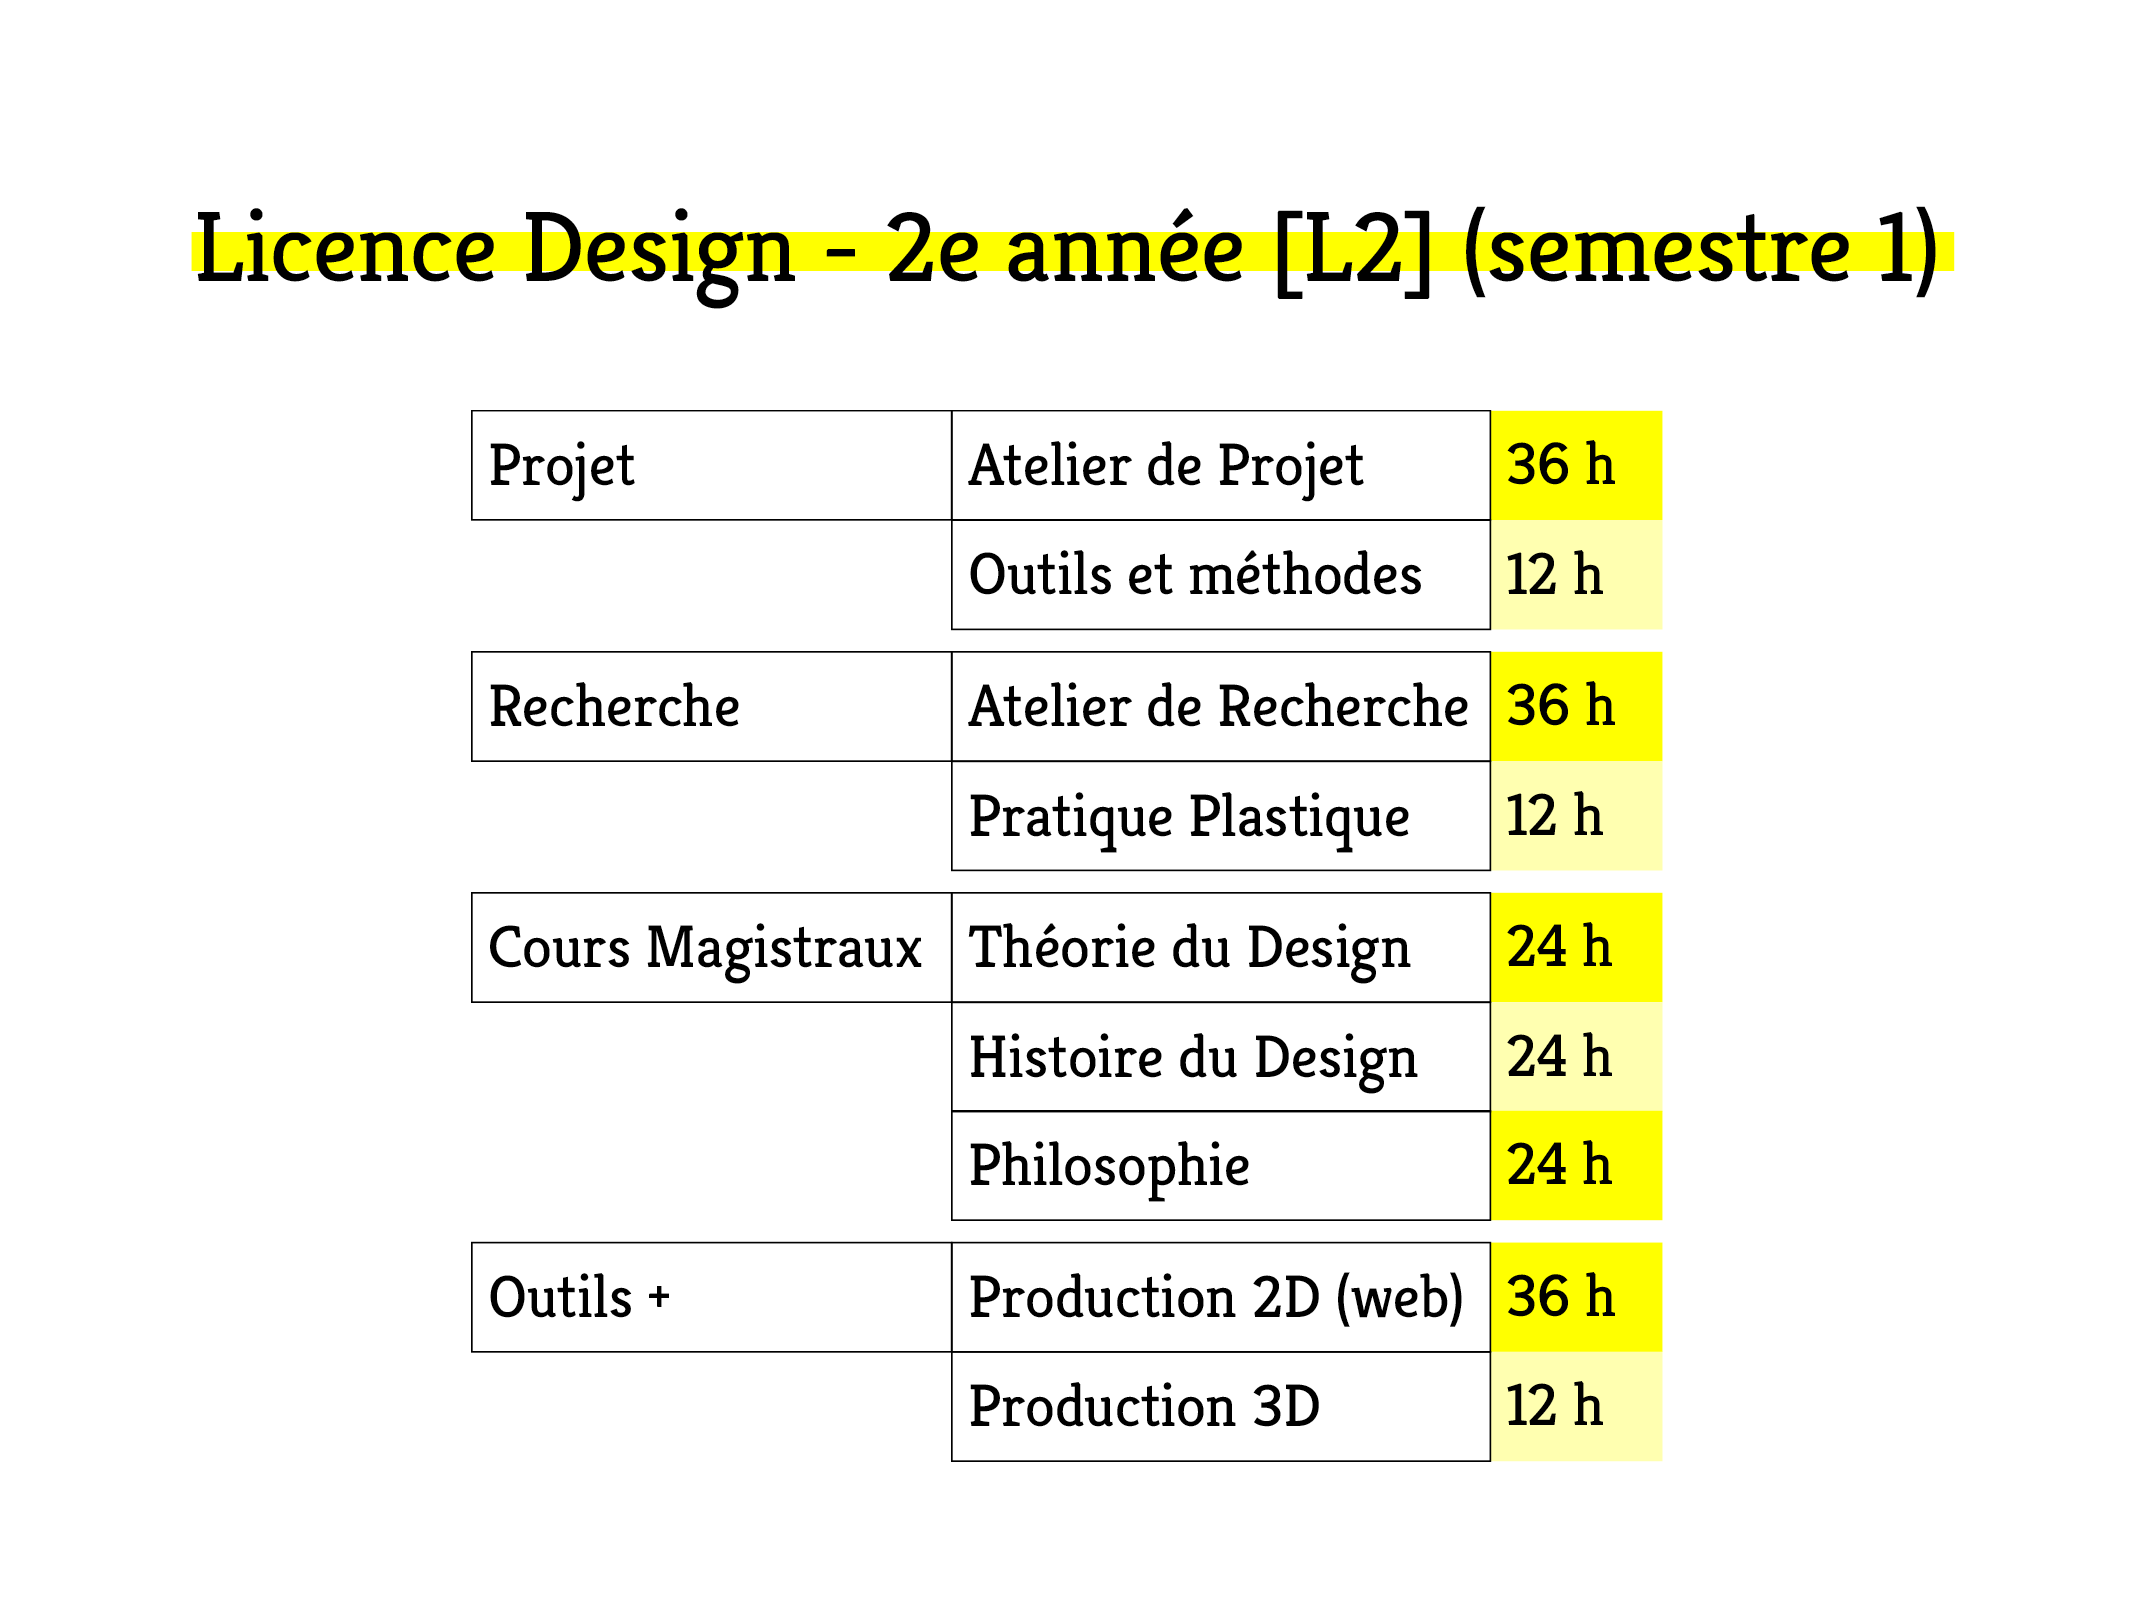 Licence Design - 2e année [L2] (semestre 1)
Projet Atelier de Projet 36 h
Outils et méthodes 12 h
Recherche Atelier de Recherche 36 h
Pratique Plastique 12 h
Cours Magistraux Théorie du Design 24 h
Histoire du Design 24 h
Philosophie 24 h
Outils + Production 2D (web) 36 h
Production 3D 12 h